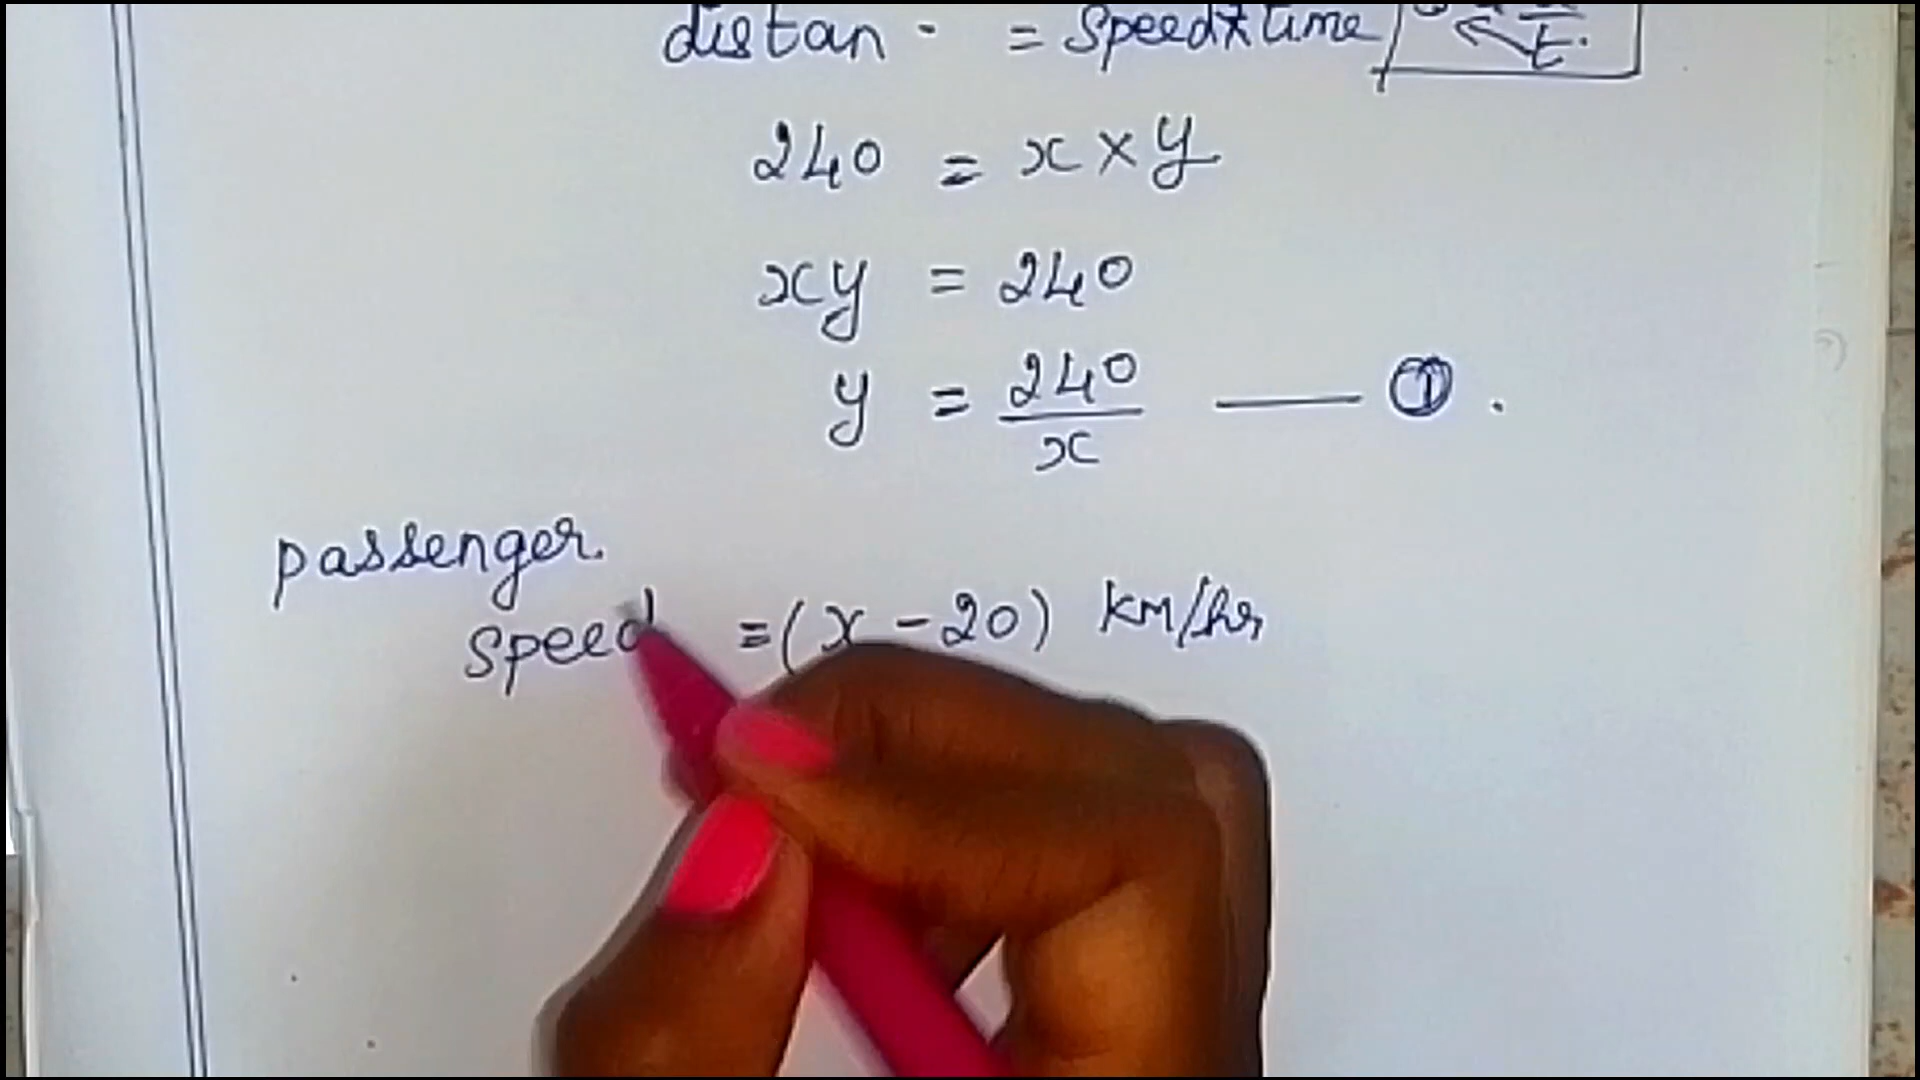 distan = speed x time
t.
240 = x × y
xy = 240
y = 240/x —— ①.
passenger.
speed = (x - 20) km/hr